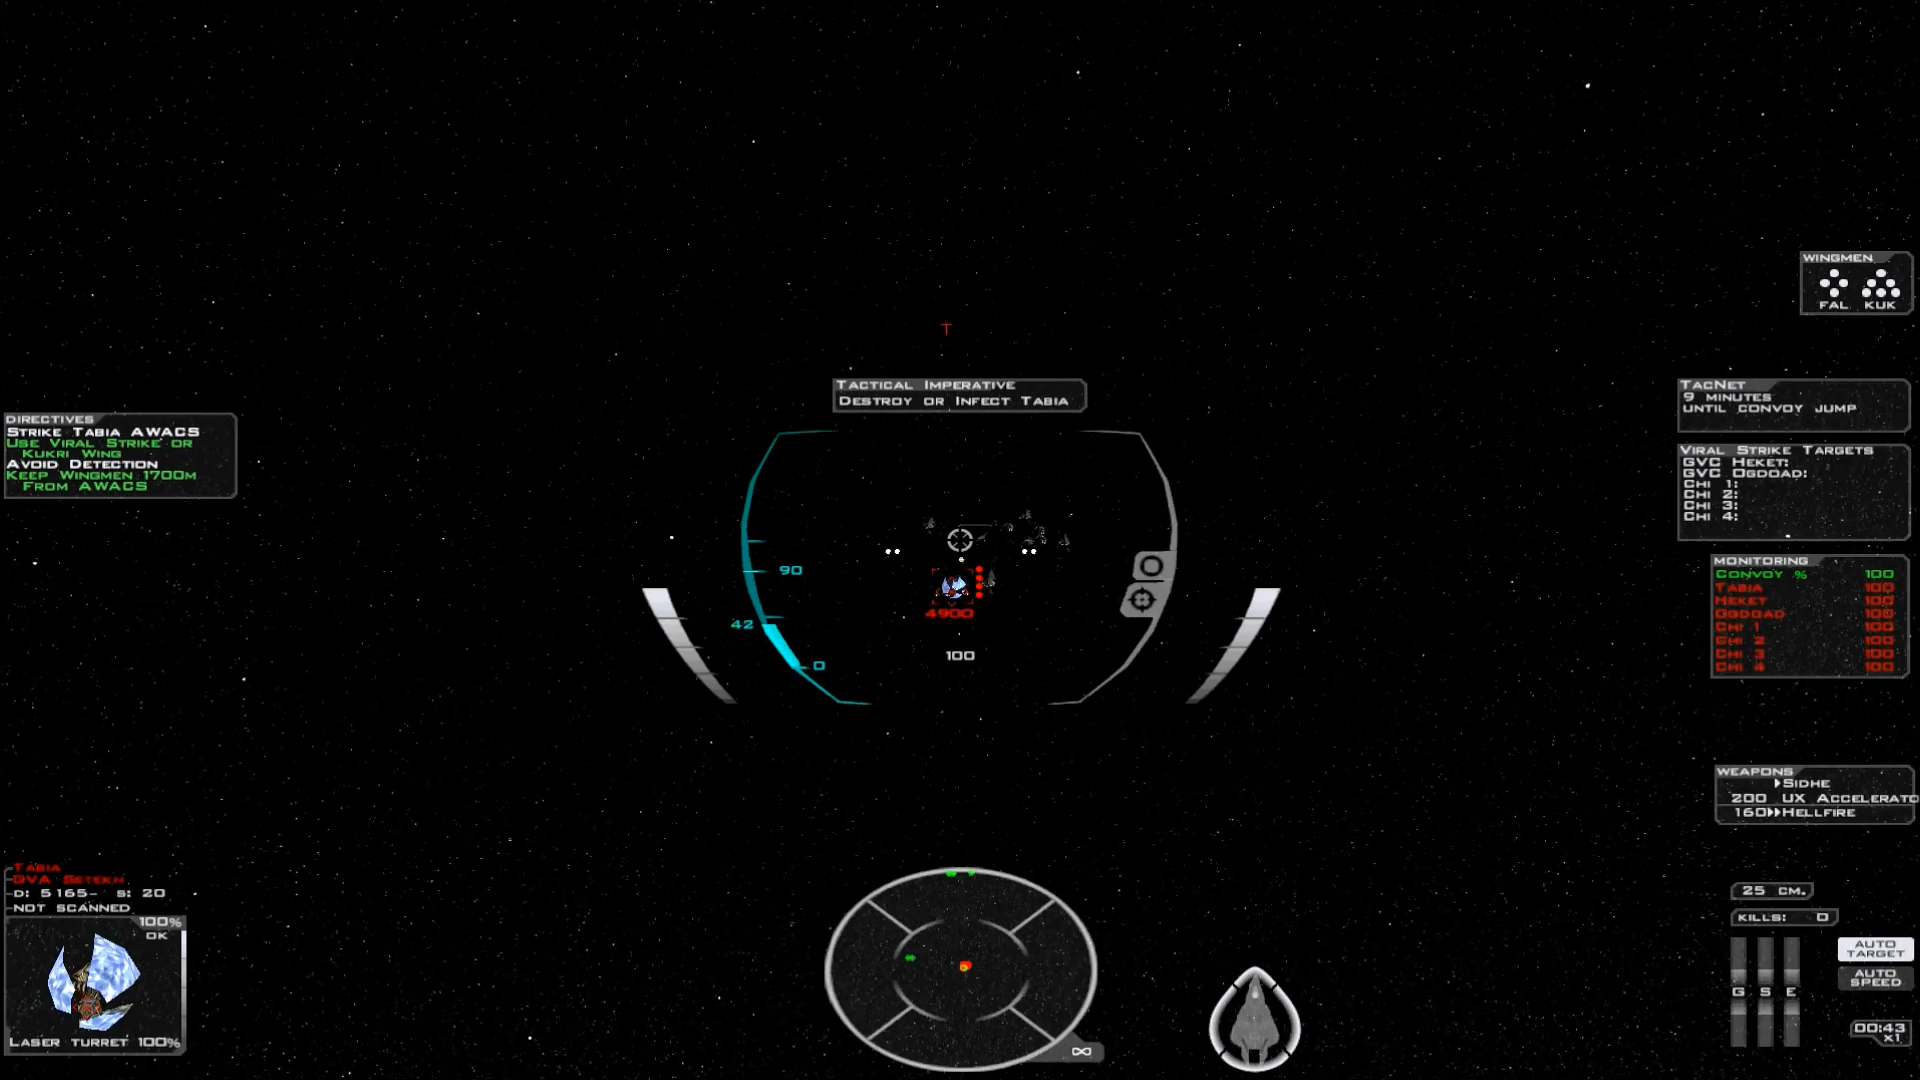 WINGMEN
FAL KUK
T
TACTICAL IMPERATIVE
DESTROY OR INFECT TABIA
TACNET
9 MINUTES
UNTIL CONVOY JUMP
DIRECTIVES
STRIKE TABIA AWACS
USE VIRAL STRIKE OR
KUKRI WING
AVOID DETECTION
KEEP WINGMEN 1700M
FROM AWACS
VIRAL STRIKE TARGETS
GVC HEKET:
GVC OGDOAD:
CHI 1:
CHI 2:
CHI 3:
CHI 4:
90
42
0
4900
100
MONITORING
CONVOY % 100
TABIA 100
HEKET 100
OGDOAD 100
CHI 1 100
CHI 2 100
CHI 3 100
CHI 4 100
WEAPONS
SIDHE
200 UX ACCELERATO
160 HELLFIRE
TABIA
GVA SETEKH
D: 5165- S: 20
NOT SCANNED
100%
OK
LASER TURRET 100%
25 CM.
KILLS: 0
G S E
AUTO
TARGET
AUTO
SPEED
00:43
X1
∞